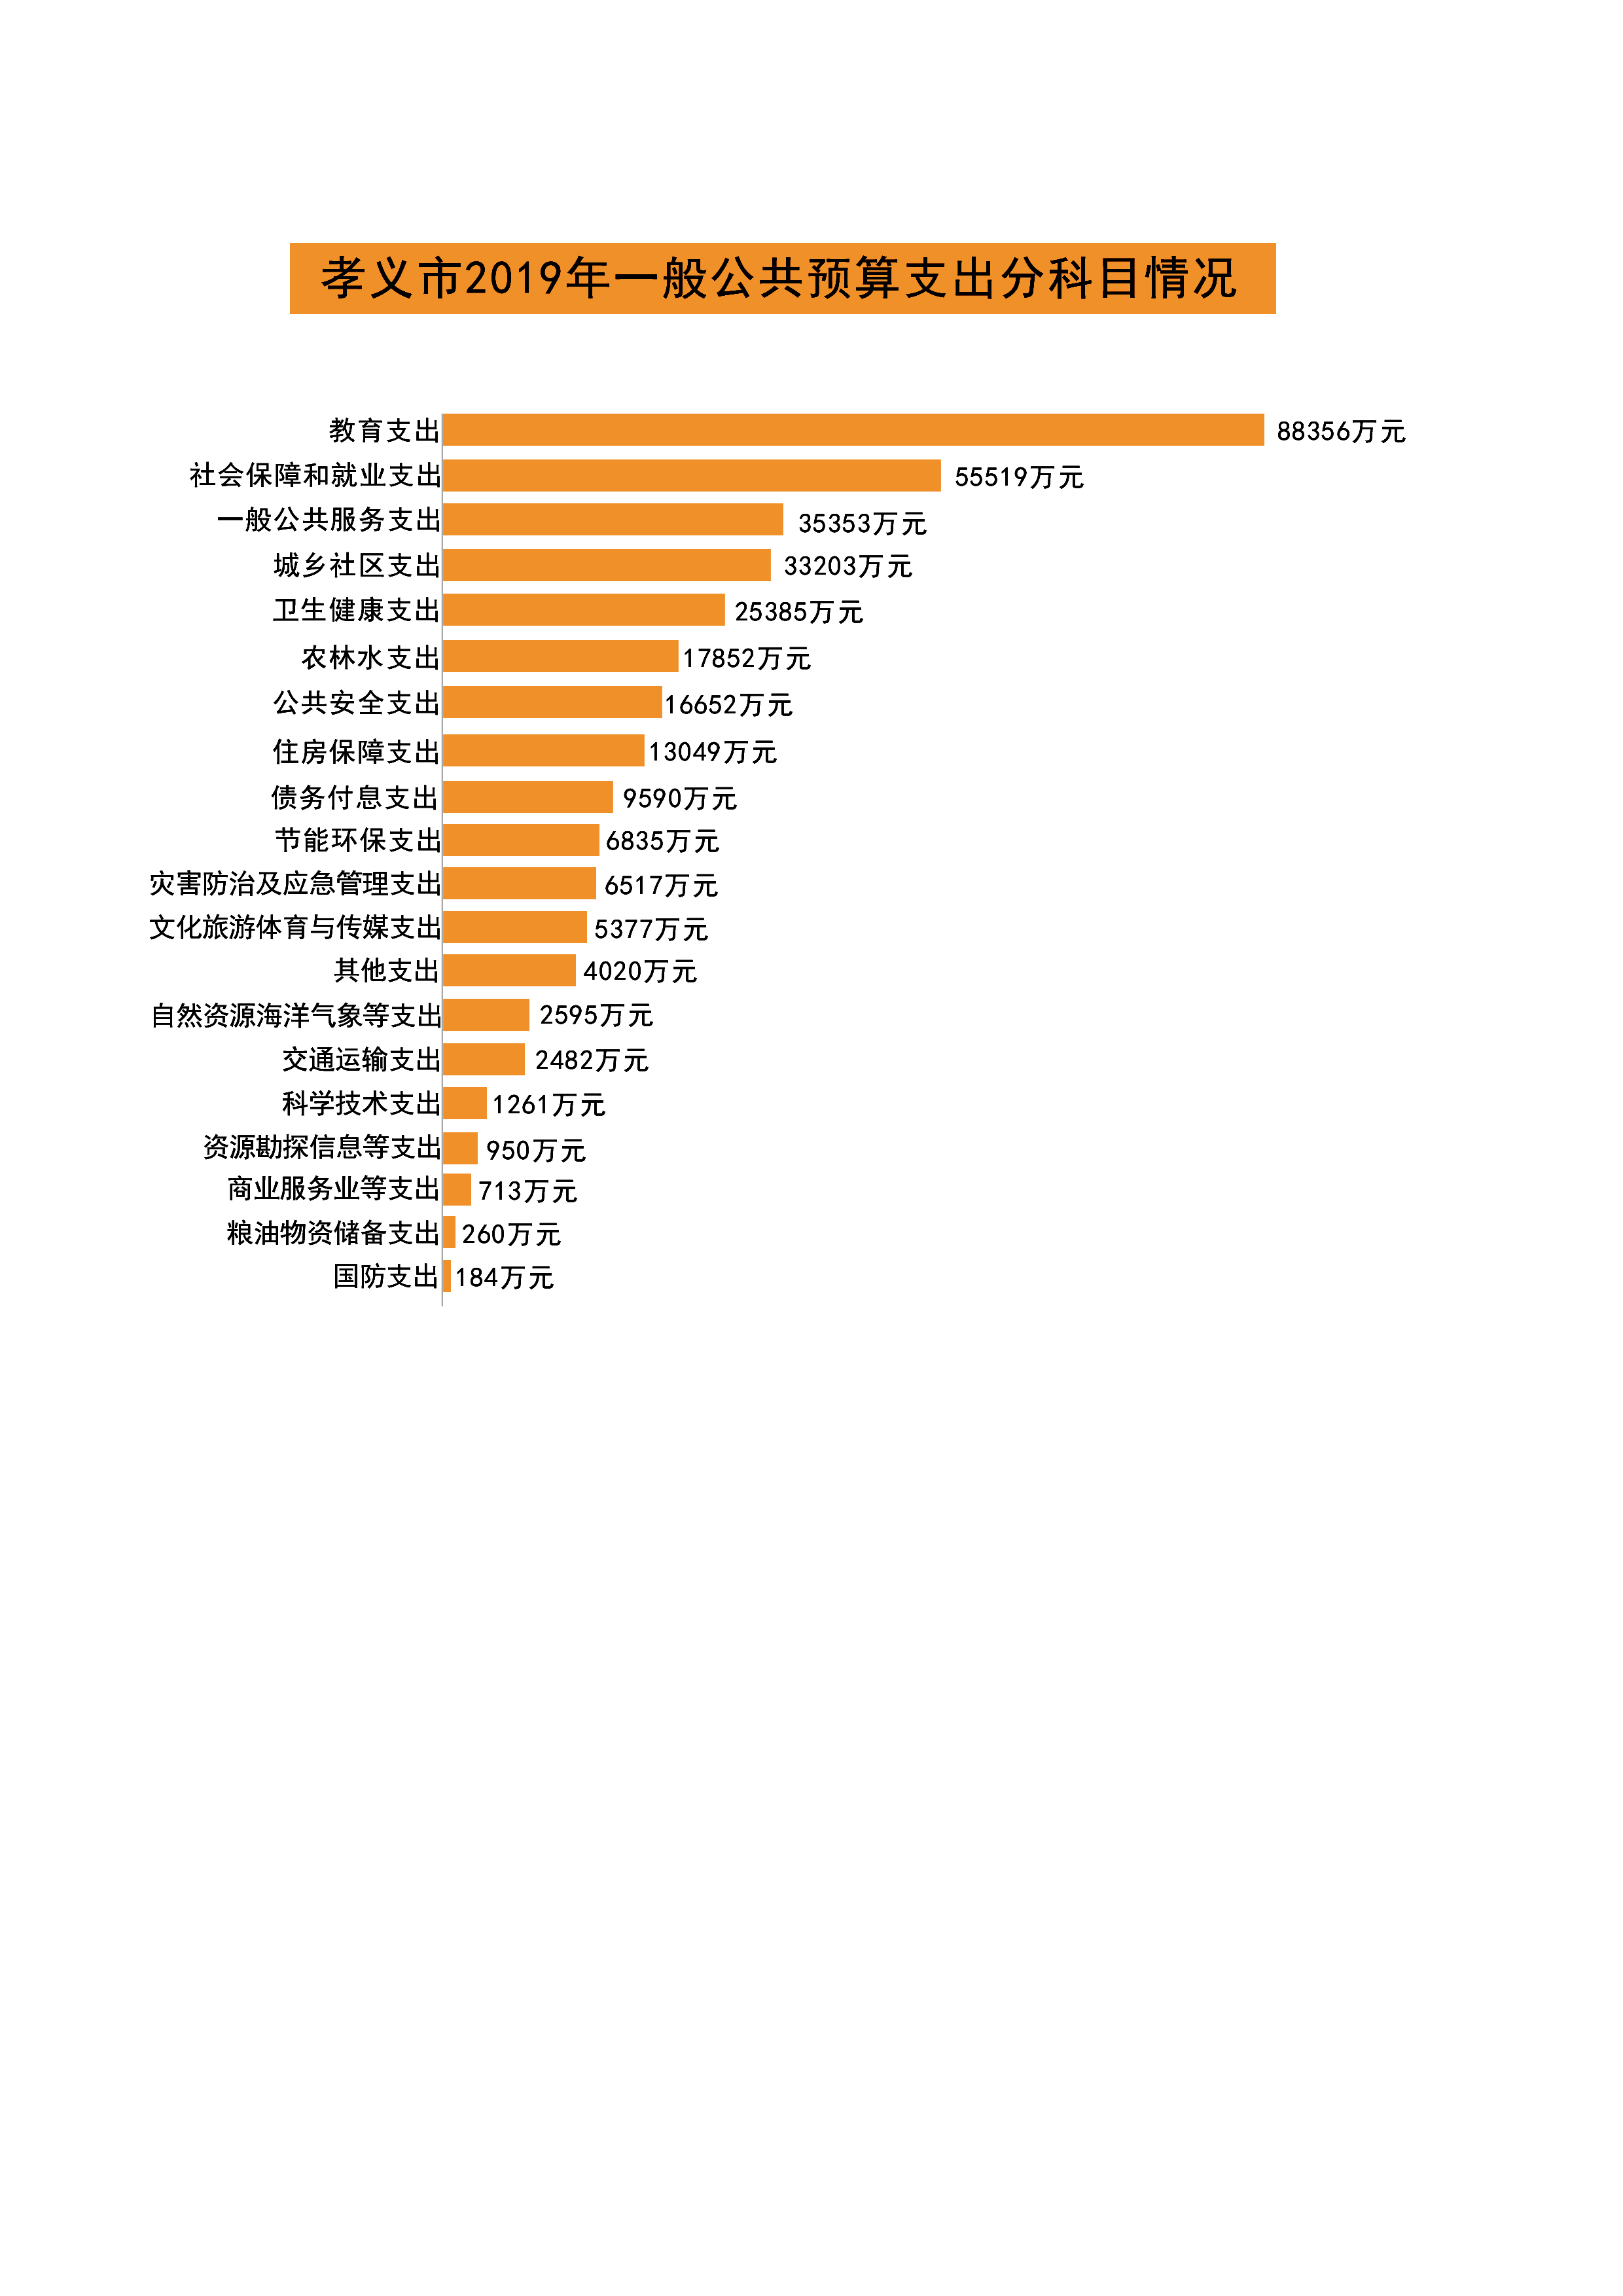 孝义市2019年一般公共预算支出分科目情况
教育支出 88356万元
社会保障和就业支出 55519万元
一般公共服务支出 35353万元
城乡社区支出 33203万元
卫生健康支出 25385万元
农林水支出 17852万元
公共安全支出 16652万元
住房保障支出 13049万元
债务付息支出 9590万元
节能环保支出 6835万元
灾害防治及应急管理支出 6517万元
文化旅游体育与传媒支出 5377万元
其他支出 4020万元
自然资源海洋气象等支出 2595万元
交通运输支出 2482万元
科学技术支出 1261万元
资源勘探信息等支出 950万元
商业服务业等支出 713万元
粮油物资储备支出 260万元
国防支出 184万元